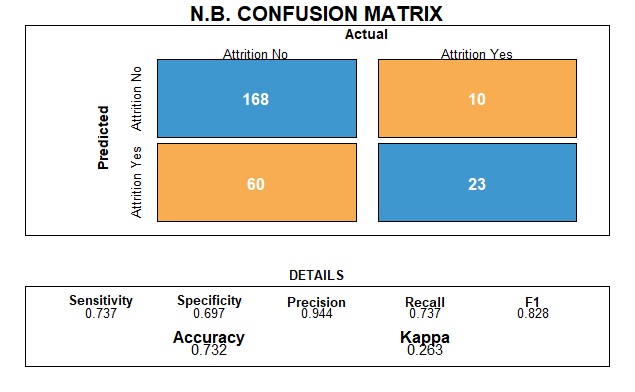 N.B. CONFUSION MATRIX
Actual
Attrition No Attrition Yes
Predicted
Attrition No
168 10
Attrition Yes
60 23
DETAILS
Sensitivity Specificity Precision Recall F1
0.737 0.697 0.944 0.737 0.828
Accuracy Kappa
0.732 0.263